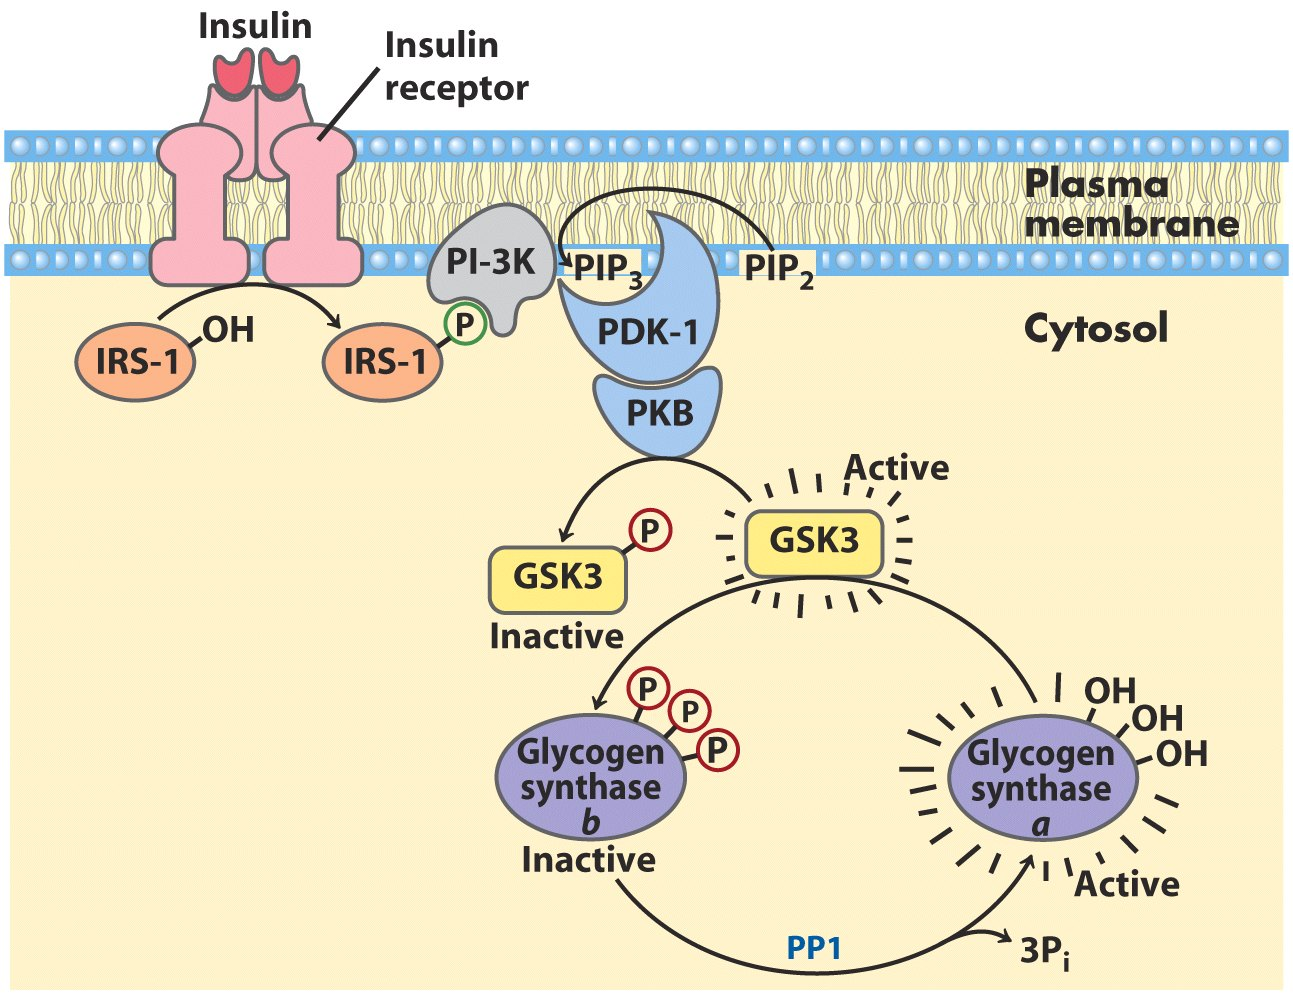 Insulin
Insulin
receptor
Plasma
membrane
PI-3K
PIP3
PIP2
OH
P
Cytosol
IRS-1
IRS-1
PDK-1
PKB
Active
P
GSK3
GSK3
Inactive
P
P
P
OH
OH
OH
Glycogen
synthase
b
Inactive
Glycogen
synthase
a
Active
PP1
3Pi